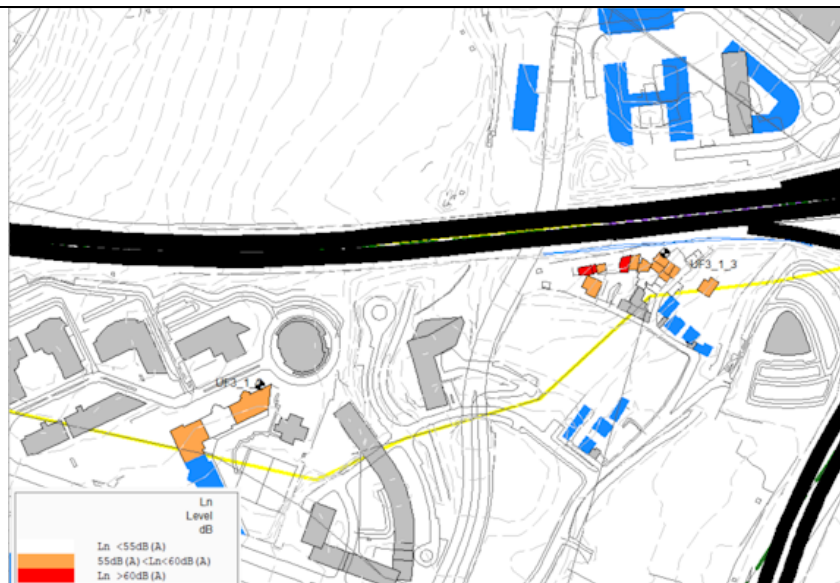 UF3_1_3
UF3_1
Ln
Level
dB
Ln <55dB(A)
55dB(A)<Ln<60dB(A)
Ln >60dB(A)